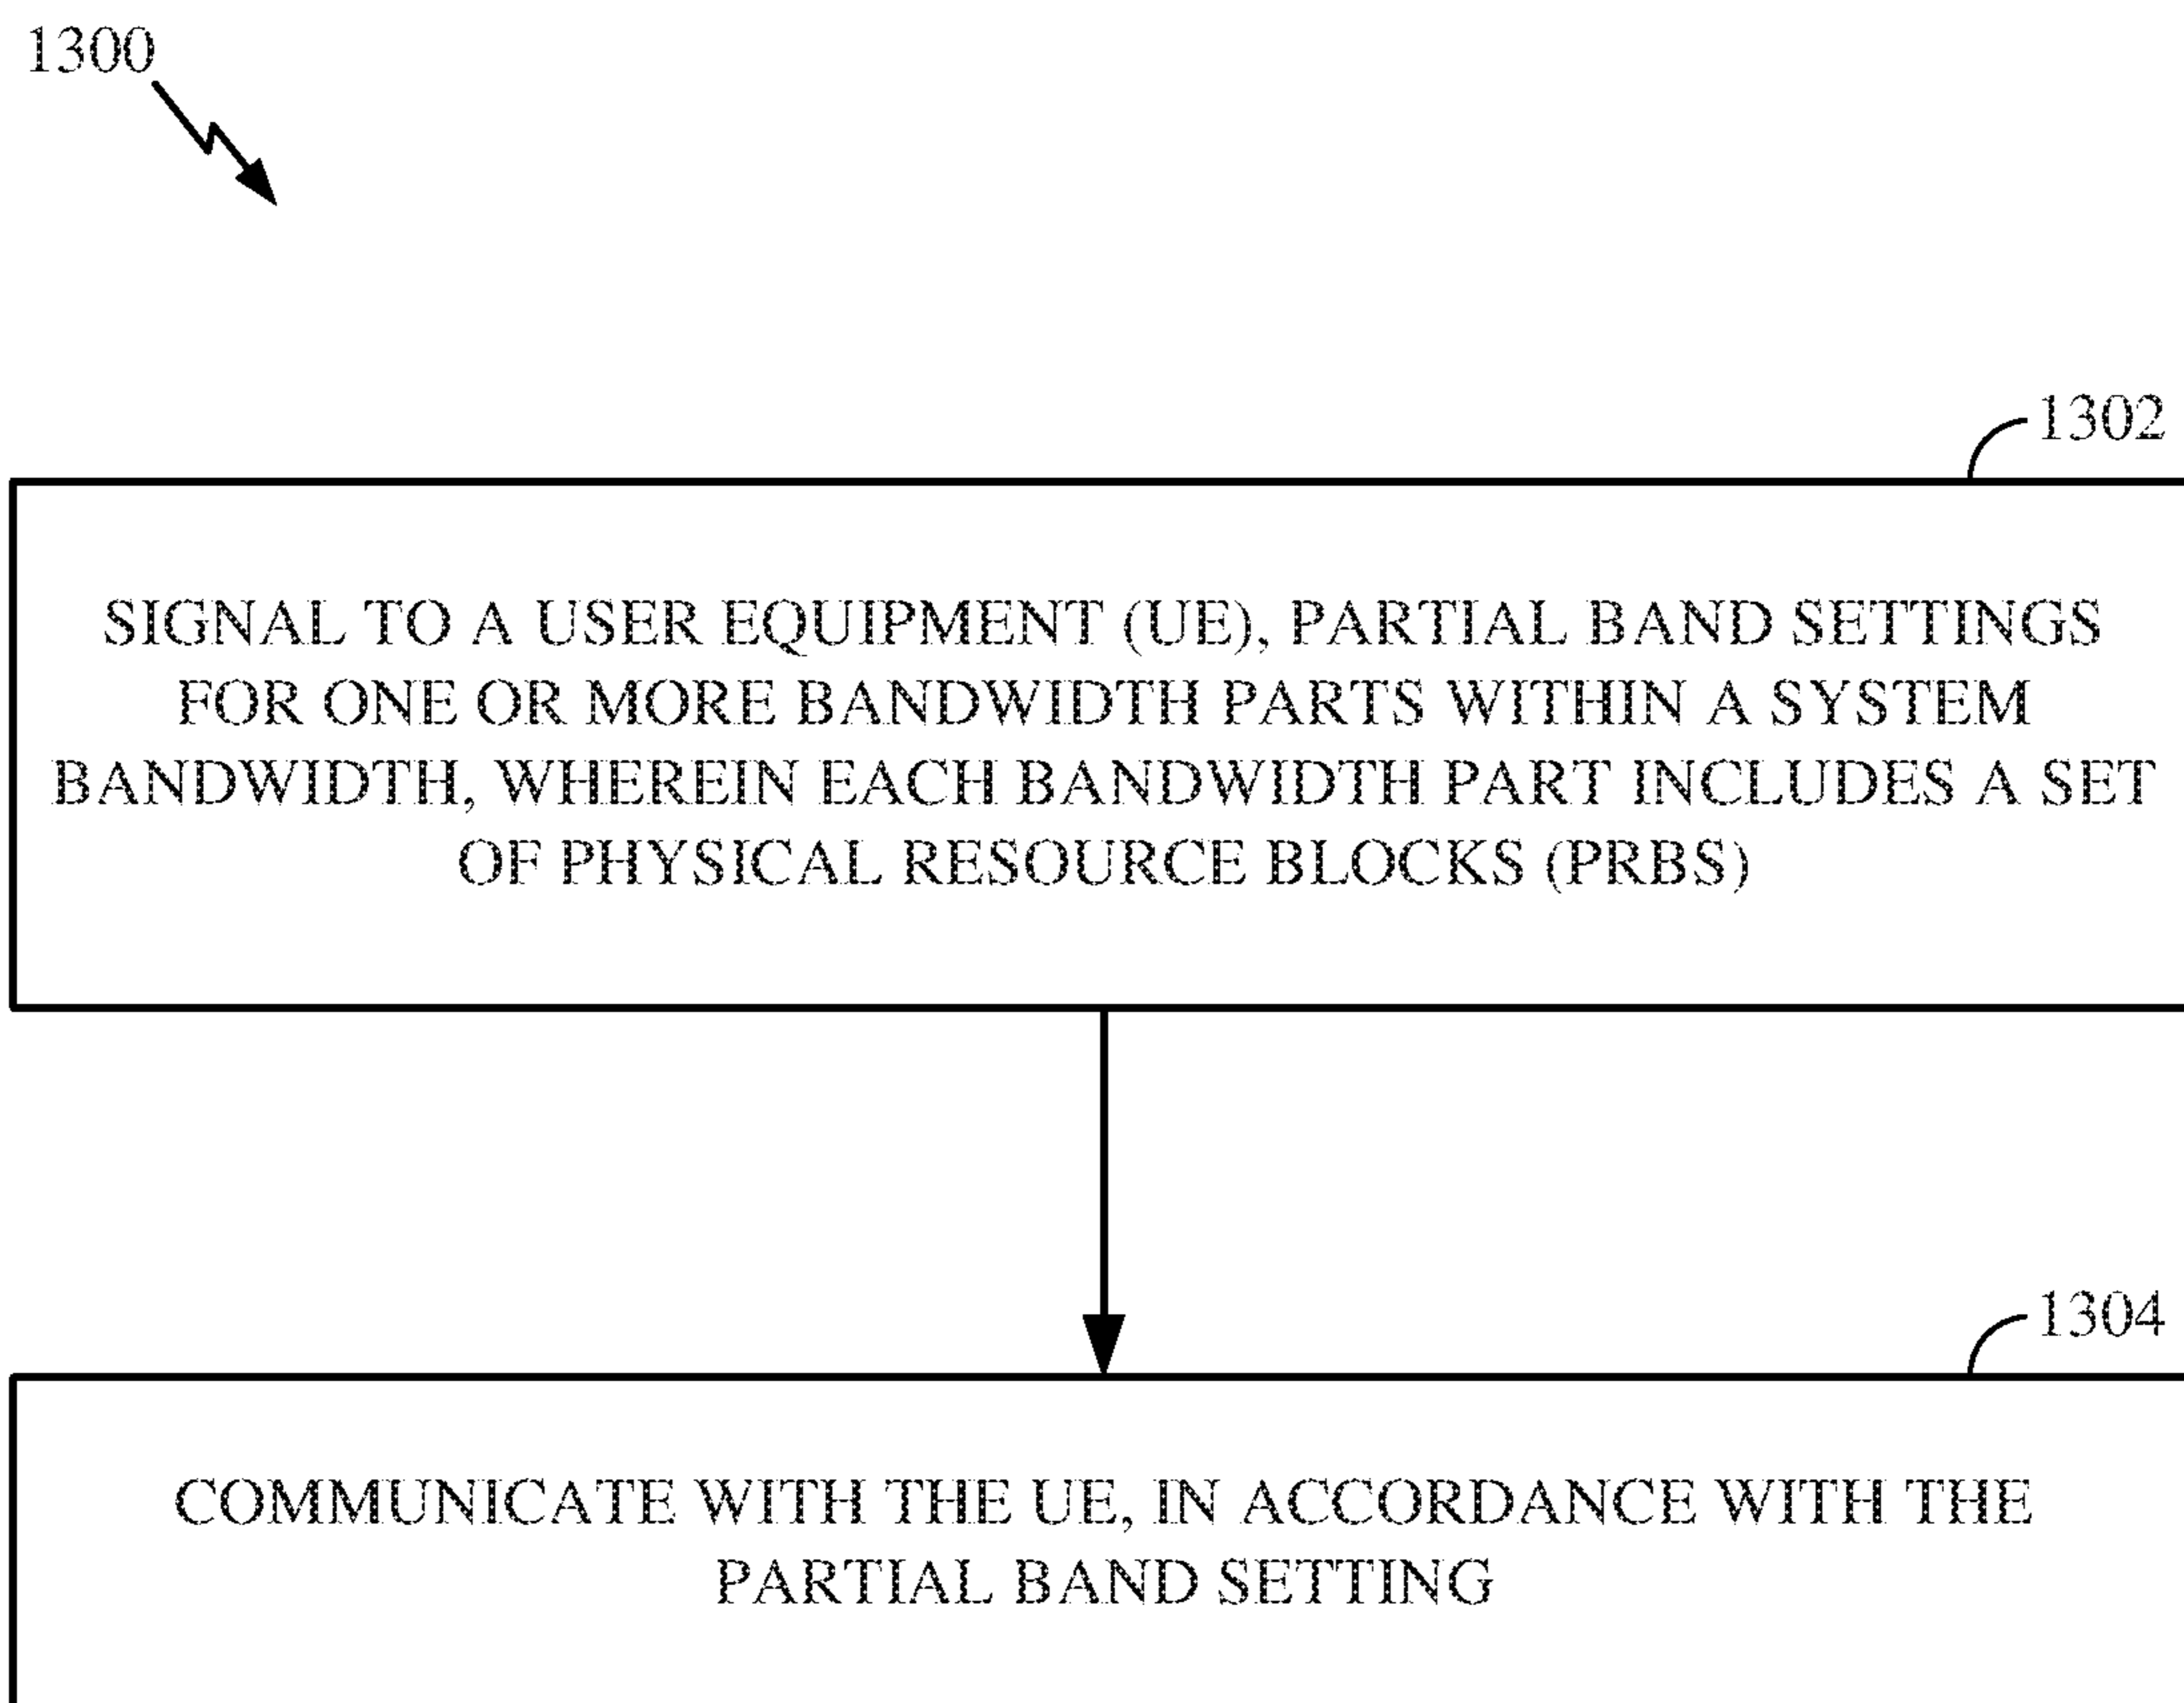 1300
1302
SIGNAL TO A USER EQUIPMENT (UE), PARTIAL BAND SETTINGS
FOR ONE OR MORE BANDWIDTH PARTS WITHIN A SYSTEM
BANDWIDTH, WHEREIN EACH BANDWIDTH PART INCLUDES A SET
OF PHYSICAL RESOURCE BLOCKS (PRBS)
1304
COMMUNICATE WITH THE UE, IN ACCORDANCE WITH THE
PARTIAL BAND SETTING